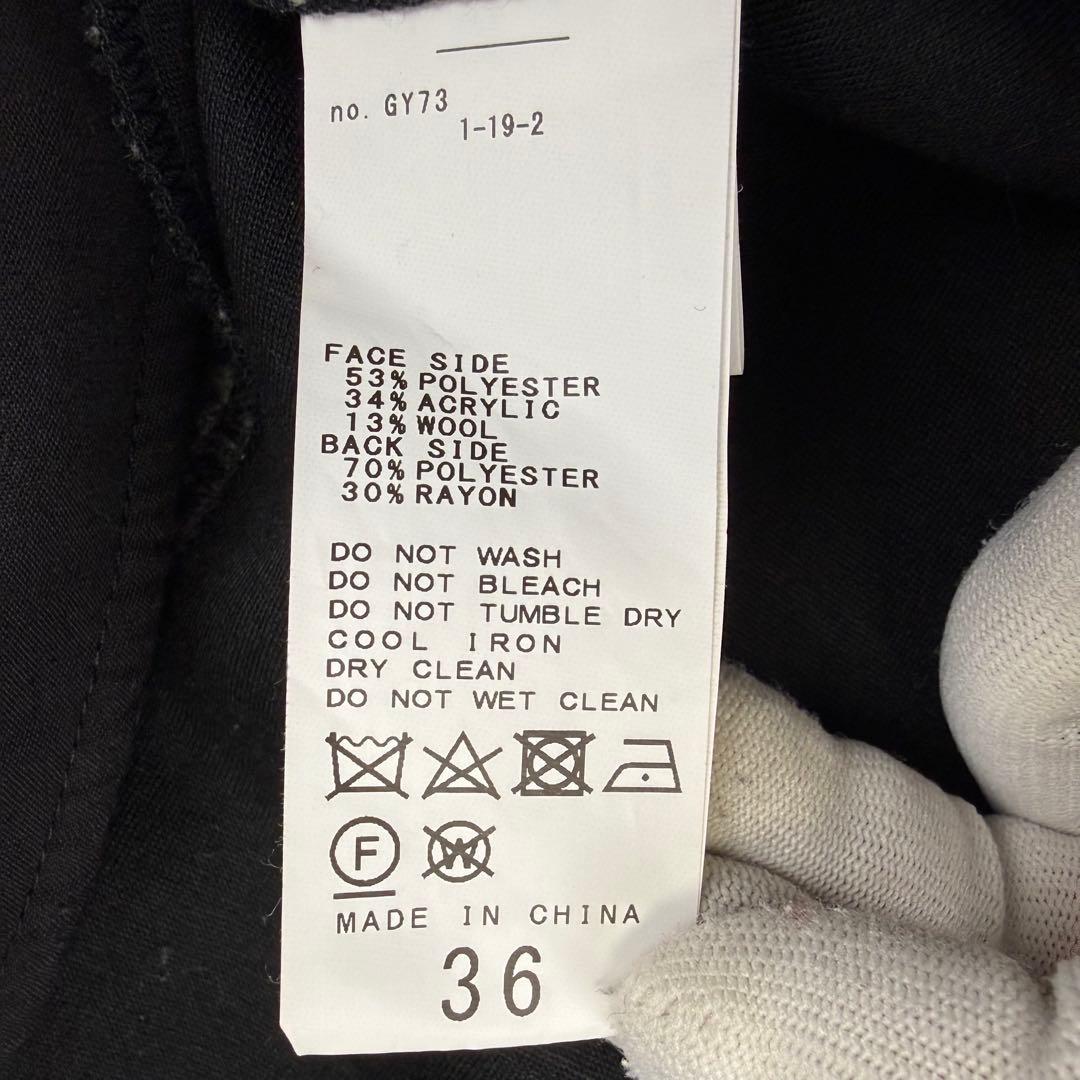 no. GY73
1-19-2
FACE SIDE
53% POLYESTER
34% ACRYLIC
13% WOOL
BACK SIDE
70% POLYESTER
30% RAYON
DO NOT WASH
DO NOT BLEACH
DO NOT TUMBLE DRY
COOL IRON
DRY CLEAN
DO NOT WET CLEAN
F W
MADE IN CHINA
36